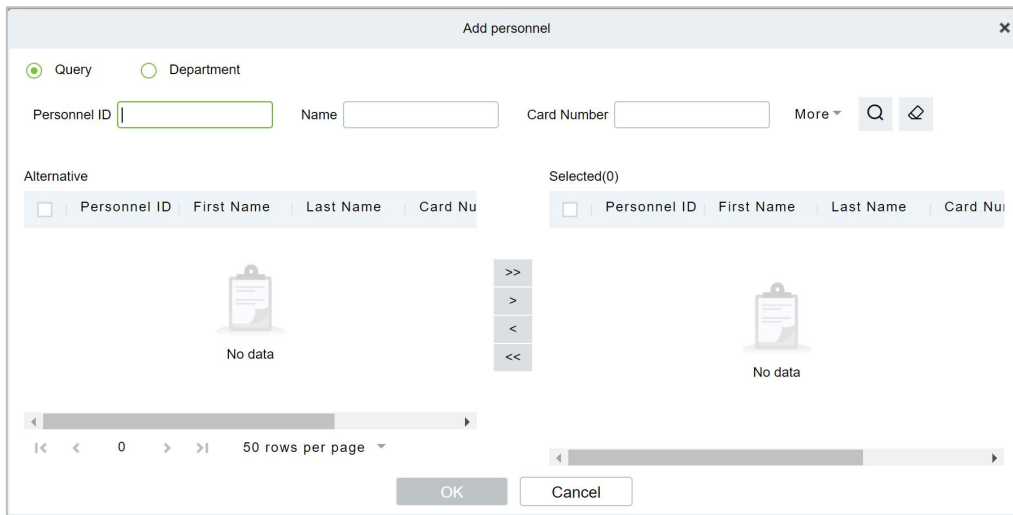 Add personnel
Query Department
Personnel ID Name Card Number More
Alternative Selected(0)
Personnel ID First Name Last Name Card Nu Personnel ID First Name Last Name Card Nu
>>
>
<
<<
No data
No data
0 50 rows per page
OK Cancel